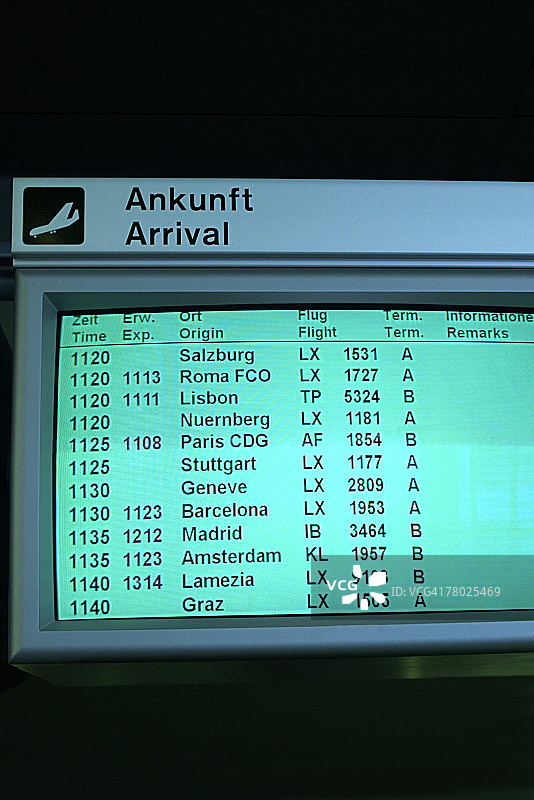 Ankunft
Arrival
Zeit Erw. Ort Flug Term. Informatione
Time Exp. Origin Flight Term. Remarks
1120 Salzburg LX 1531 A
1120 1113 Roma FCO LX 1727 A
1120 1111 Lisbon TP 5324 B
1120 Nuernberg LX 1181 A
1125 1108 Paris CDG AF 1854 B
1125 Stuttgart LX 1177 A
1130 Geneve LX 2809 A
1130 1123 Barcelona LX 1953 A
1135 1212 Madrid IB 3464 B
1135 1123 Amsterdam KL 1957 B
1140 1314 Lamezia LX B
1140 Graz LX A
VCG ID: VCG4178025469